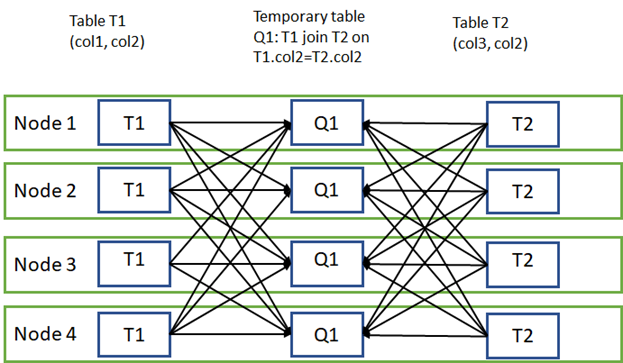 Table T1
(col1, col2)
Temporary table
Q1: T1 join T2 on
T1.col2=T2.col2
Table T2
(col3, col2)
Node 1
T1
Q1
T2
Node 2
T1
Q1
T2
Node 3
T1
Q1
T2
Node 4
T1
Q1
T2